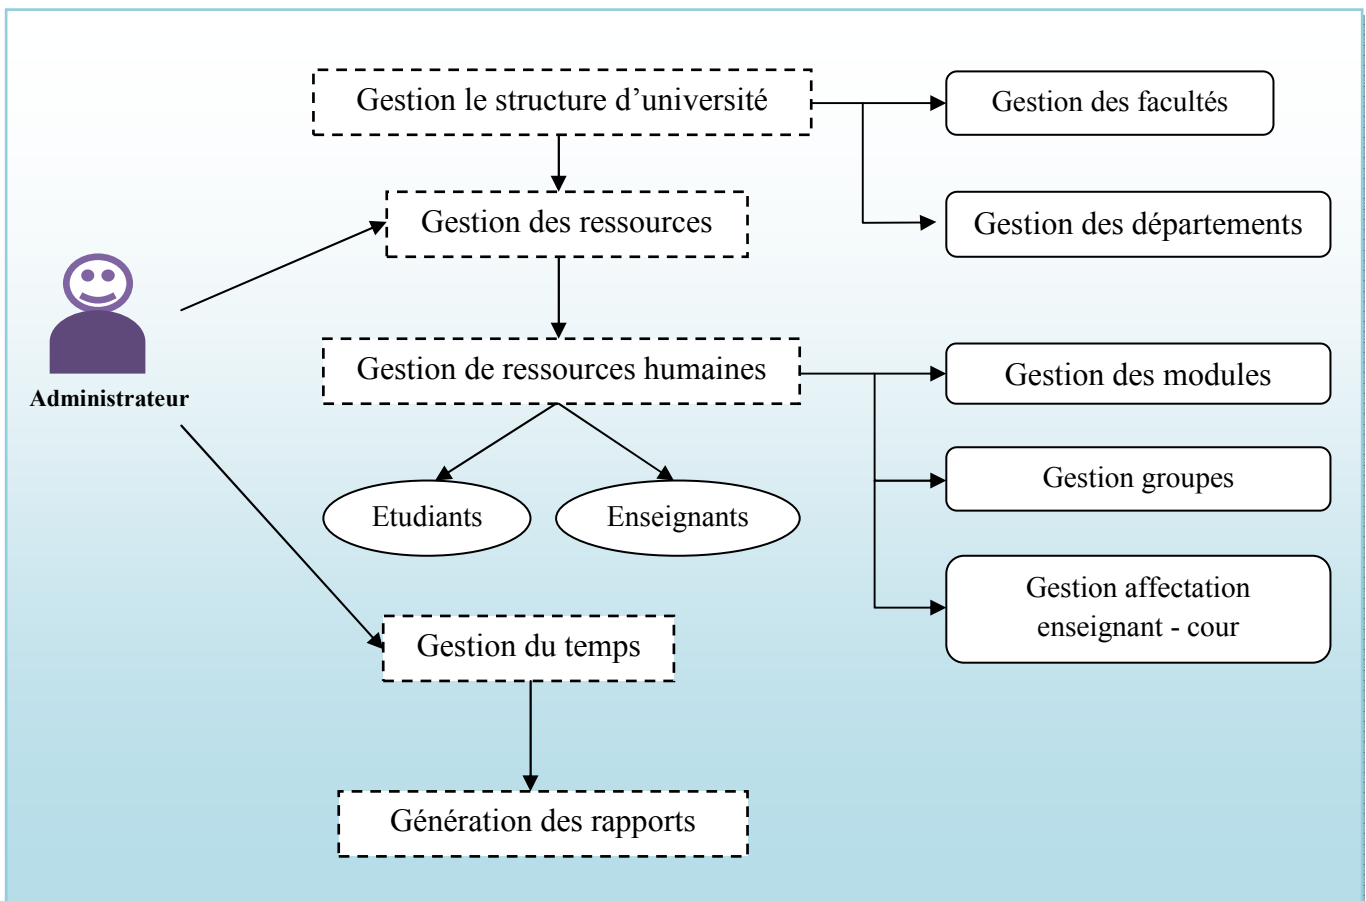 Gestion le structure d’université
Gestion des facultés
Gestion des ressources
Gestion des départements
Administrateur
Gestion de ressources humaines
Gestion des modules
Gestion groupes
Etudiants
Enseignants
Gestion affectation
enseignant - cour
Gestion du temps
Génération des rapports